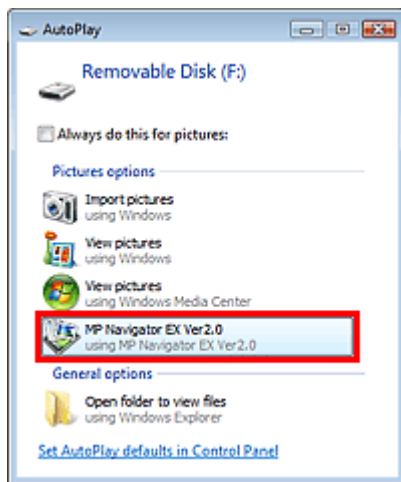 AutoPlay
Removable Disk (F:)
Always do this for pictures:
Pictures options
Import pictures
using Windows
View pictures
using Windows
View pictures
using Windows Media Center
MP Navigator EX Ver2.0
using MP Navigator EX Ver2.0
General options
Open folder to view files
using Windows Explorer
Set AutoPlay defaults in Control Panel